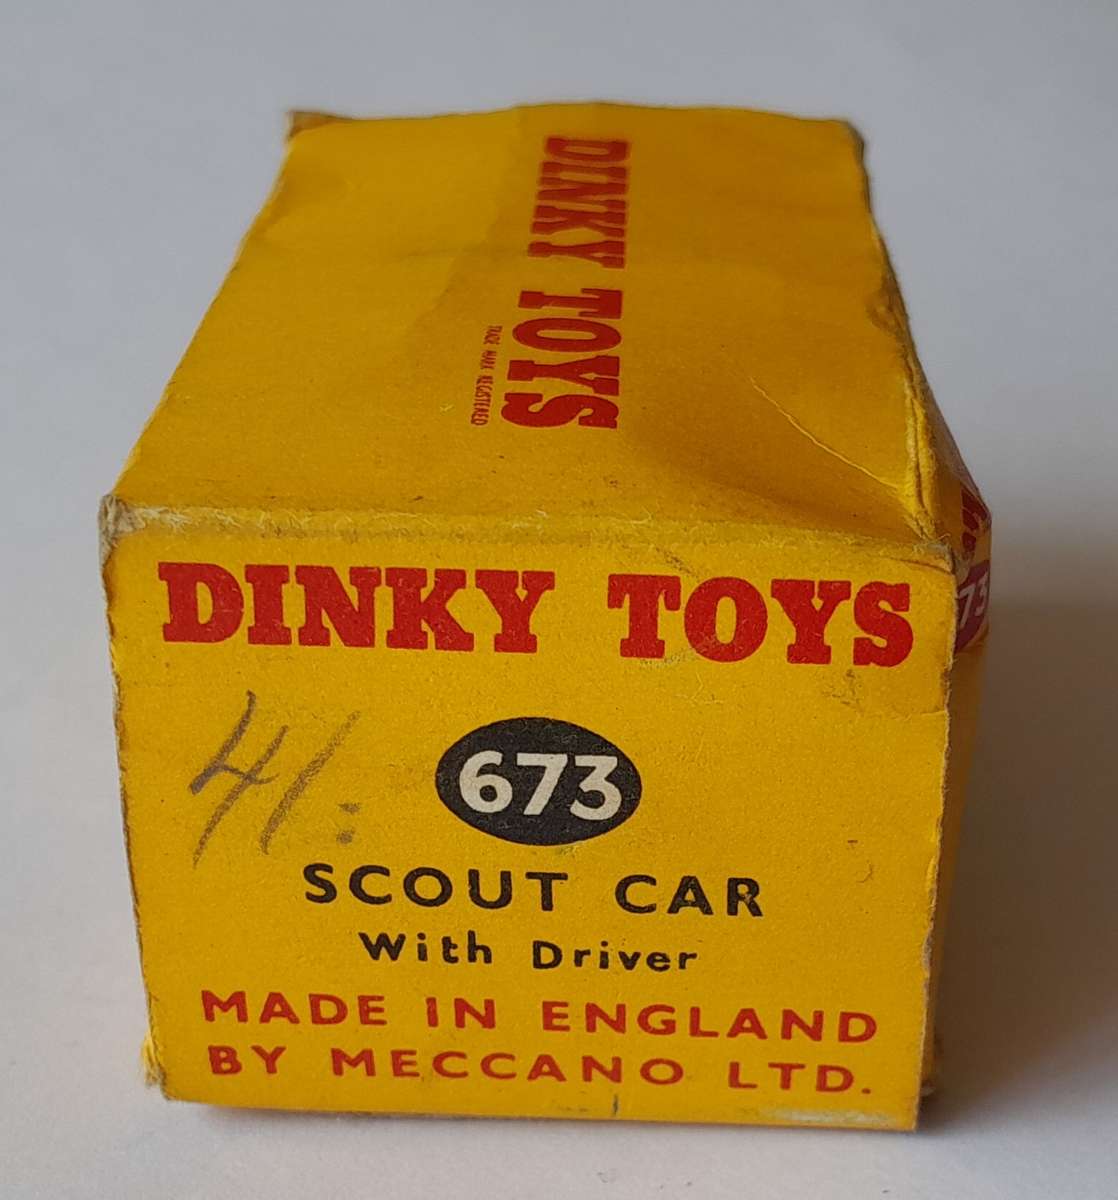 DINKY TOYS
TRADE MARK REGISTERED
DINKY TOYS
4/:
673
SCOUT CAR
With Driver
MADE IN ENGLAND
BY MECCANO LTD.
73